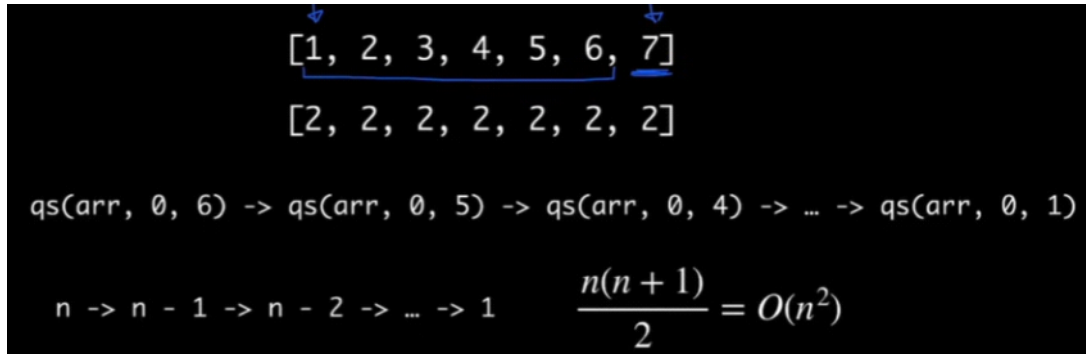 [1, 2, 3, 4, 5, 6, 7]
[2, 2, 2, 2, 2, 2, 2]
qs(arr, 0, 6) -> qs(arr, 0, 5) -> qs(arr, 0, 4) -> … -> qs(arr, 0, 1)
n -> n - 1 -> n - 2 -> … -> 1 n(n + 1)/2 = O(n²)